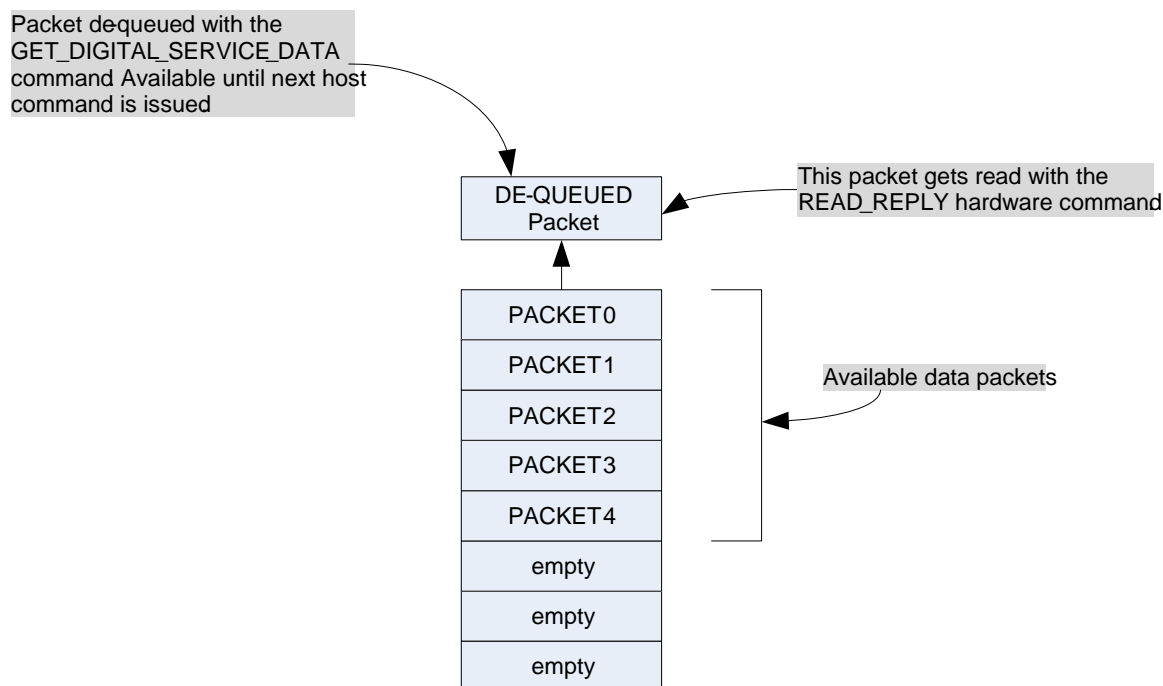 Packet de-queued with the
GET_DIGITAL_SERVICE_DATA
command Available until next host
command is issued
DE-QUEUED
Packet
This packet gets read with the
READ_REPLY hardware command
PACKET0
PACKET1
PACKET2
PACKET3
PACKET4
empty
empty
empty
Available data packets